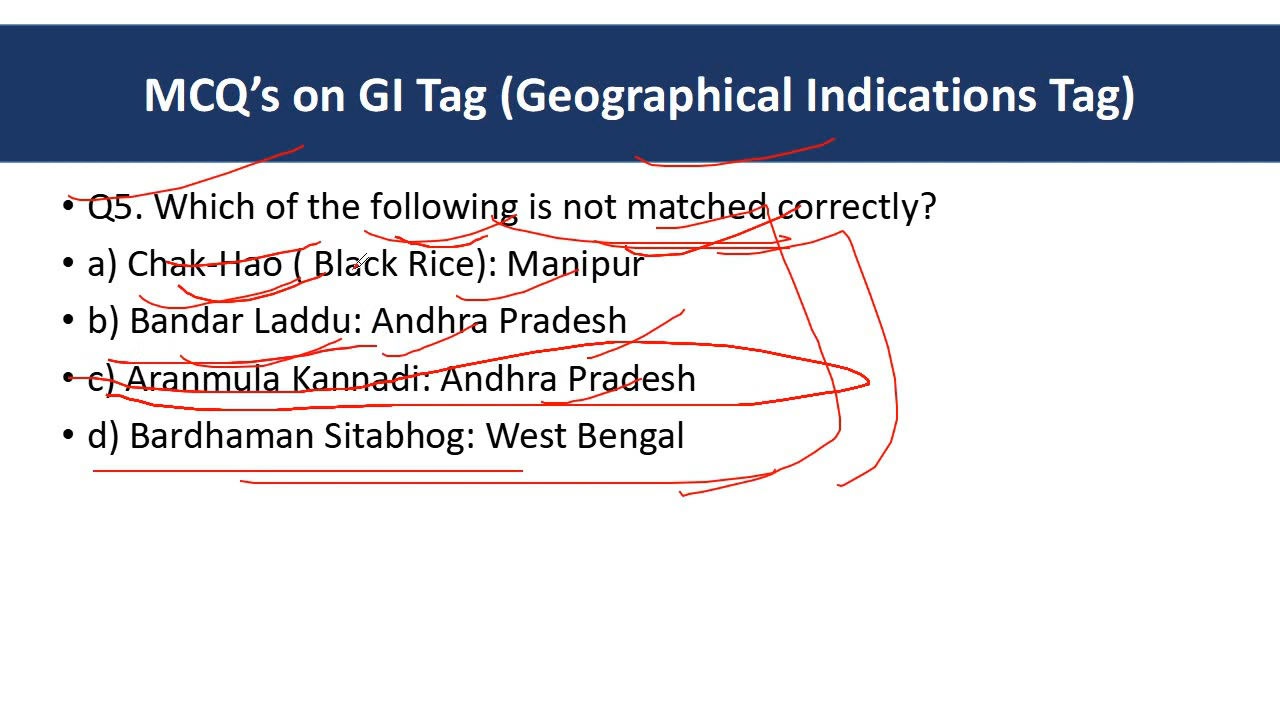 MCQ’s on GI Tag (Geographical Indications Tag)
• Q5. Which of the following is not matched correctly?
• a) Chak-Hao ( Black Rice): Manipur
• b) Bandar Laddu: Andhra Pradesh
• c) Aranmula Kannadi: Andhra Pradesh
• d) Bardhaman Sitabhog: West Bengal